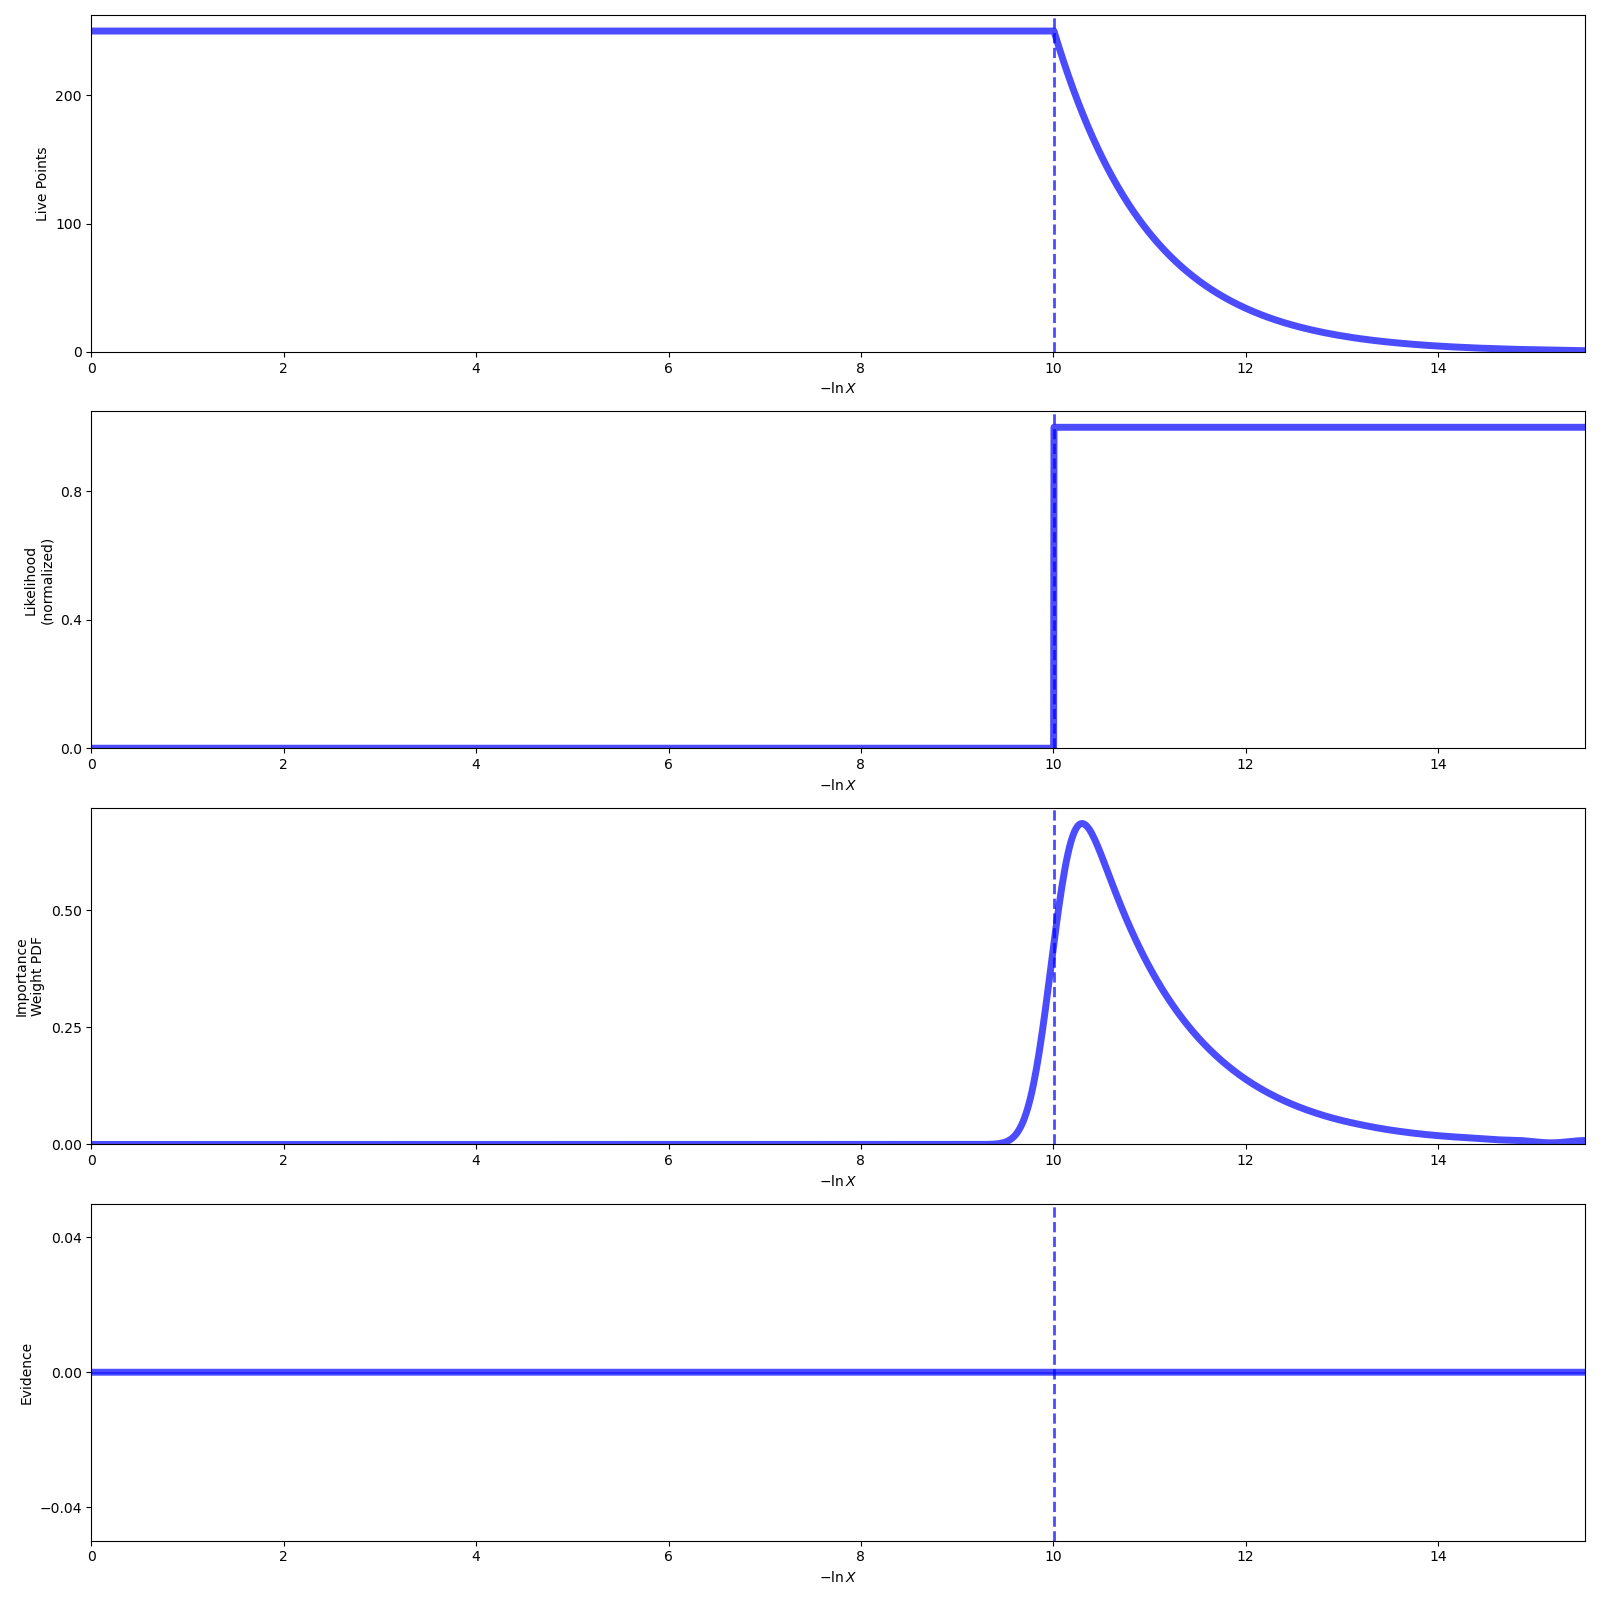 200
100
0
Live Points
0 2 4 6 8 10 12 14
−ln X
0.8
0.4
0.0
Likelihood
(normalized)
0 2 4 6 8 10 12 14
−ln X
0.50
0.25
0.00
Importance
Weight PDF
0 2 4 6 8 10 12 14
−ln X
0.04
0.00
−0.04
Evidence
0 2 4 6 8 10 12 14
−ln X